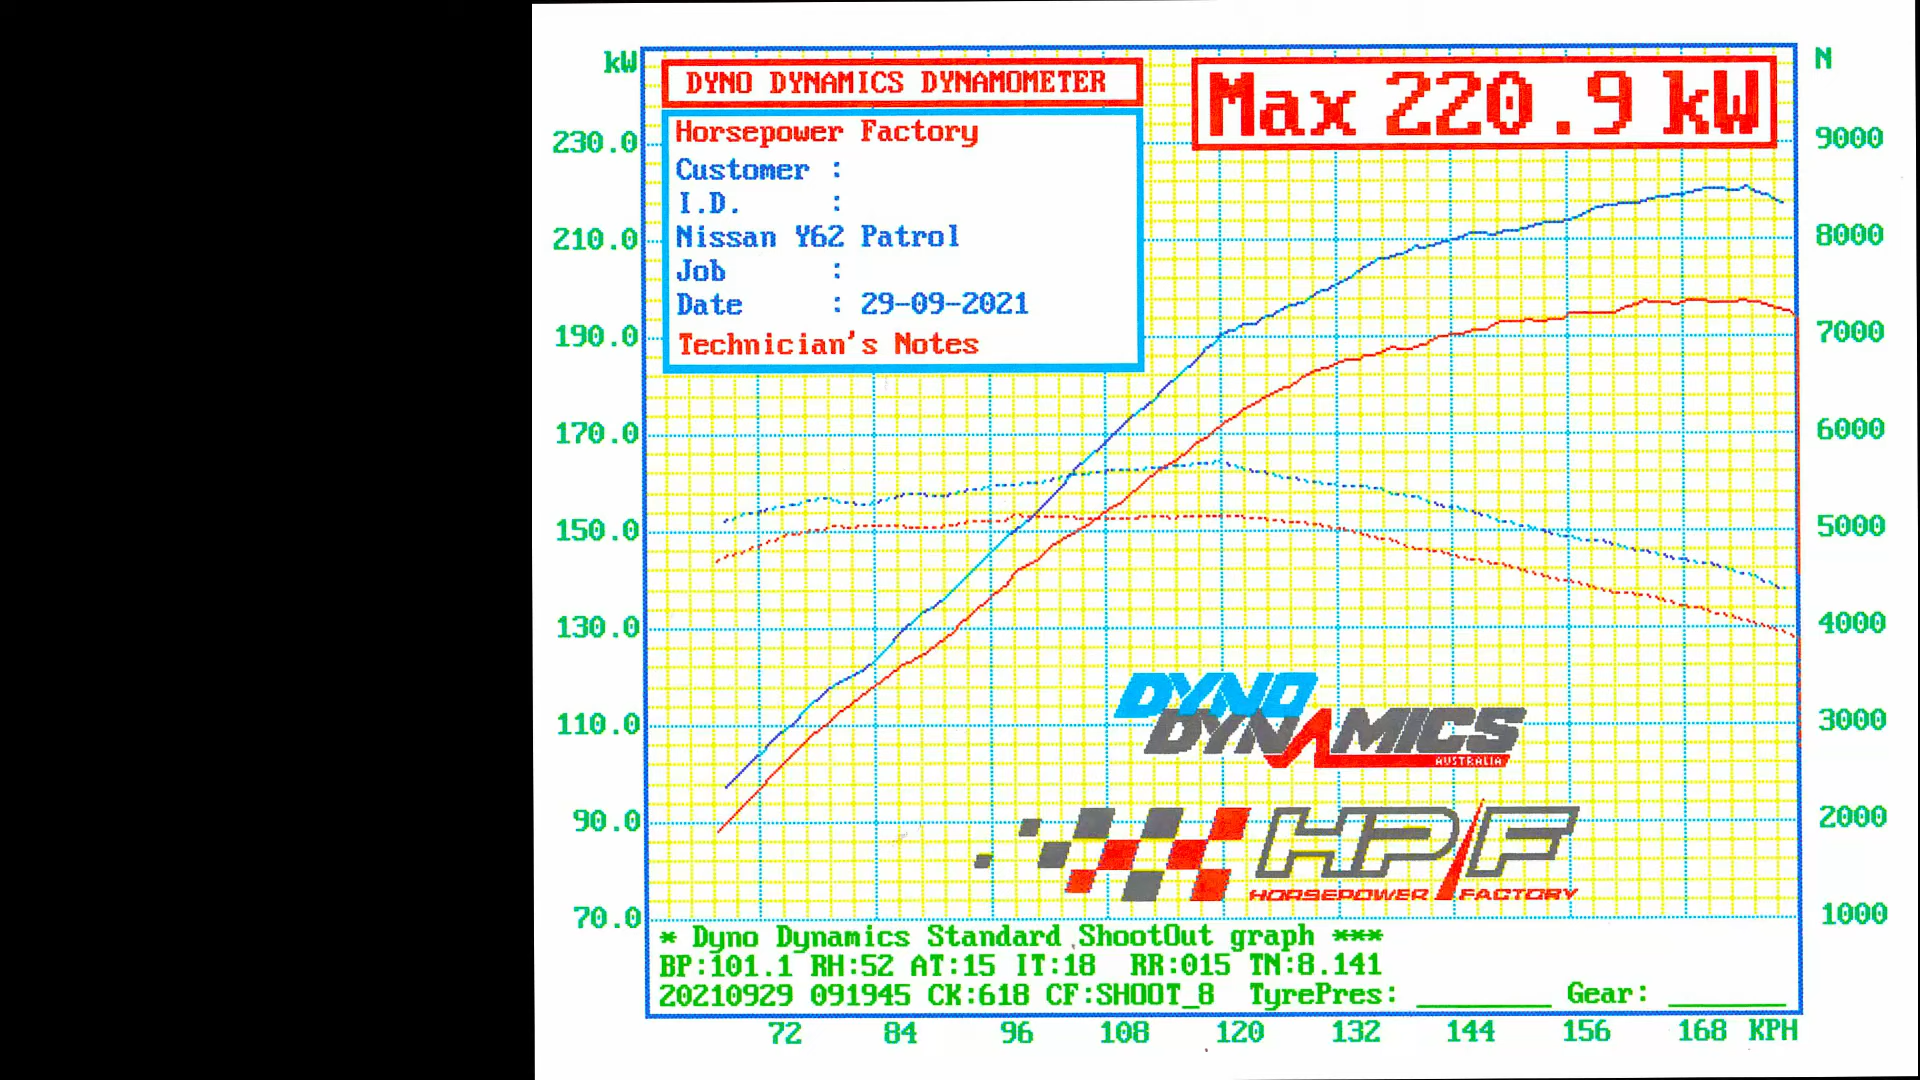 kW
N
DYNO DYNAMICS DYNAMOMETER
Max 220.9 kW
Horsepower Factory
Customer :
I.D. :
Nissan Y62 Patrol
Job :
Date : 29-09-2021
Technician's Notes
230.0
210.0
190.0
170.0
150.0
130.0
110.0
90.0
70.0
9000
8000
7000
6000
5000
4000
3000
2000
1000
DYNO
DYNAMICS
AUSTRALIA
HPF
HORSEPOWER FACTORY
* Dyno Dynamics Standard ShootOut graph ***
BP:101.1 RH:52 AT:15 IT:18 RR:015 TN:8.141
20210929 091945 CK:618 CF:SHOOT_8 TyrePres: ________ Gear: _______
72 84 96 108 120 132 144 156 168 KPH